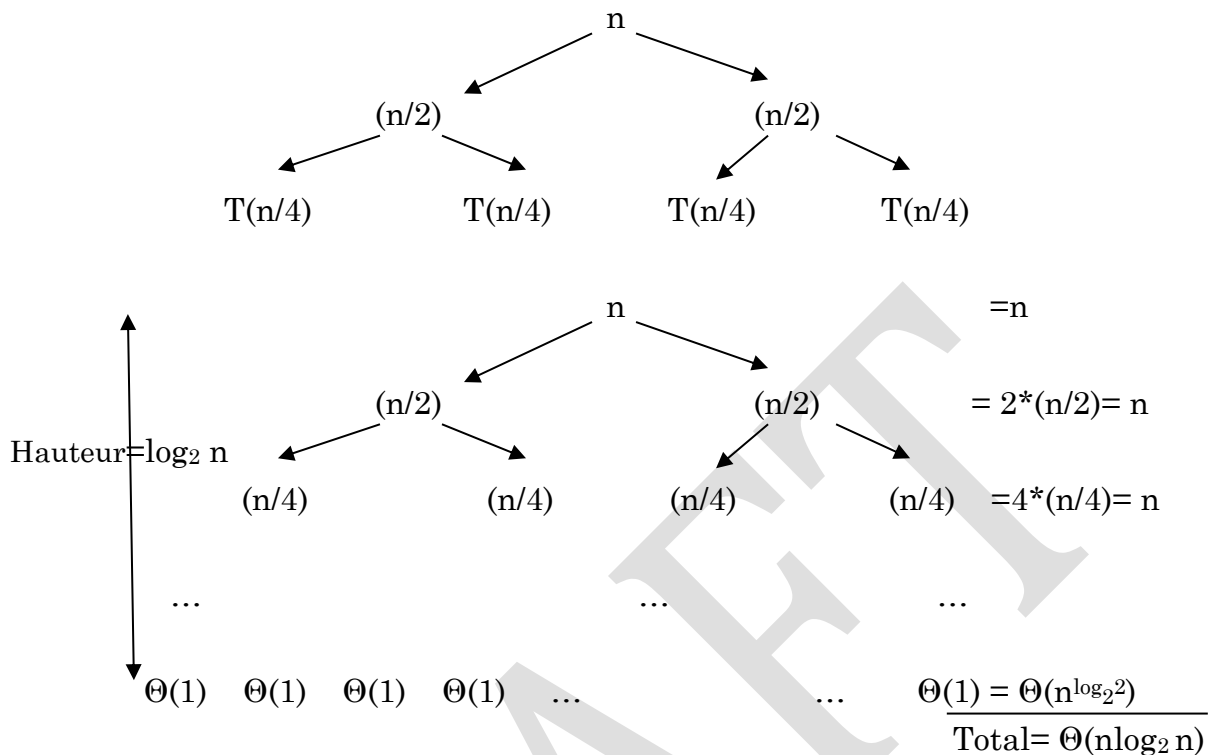 n
(n/2) (n/2)
T(n/4) T(n/4) T(n/4) T(n/4)
n =n
(n/2) (n/2) = 2*(n/2)= n
Hauteur=log₂ n
(n/4) (n/4) (n/4) (n/4) =4*(n/4)= n
... ... ...
Θ(1) Θ(1) Θ(1) Θ(1) ... ... Θ(1) = Θ(n^log₂2)
Total= Θ(nlog₂ n)
AFT